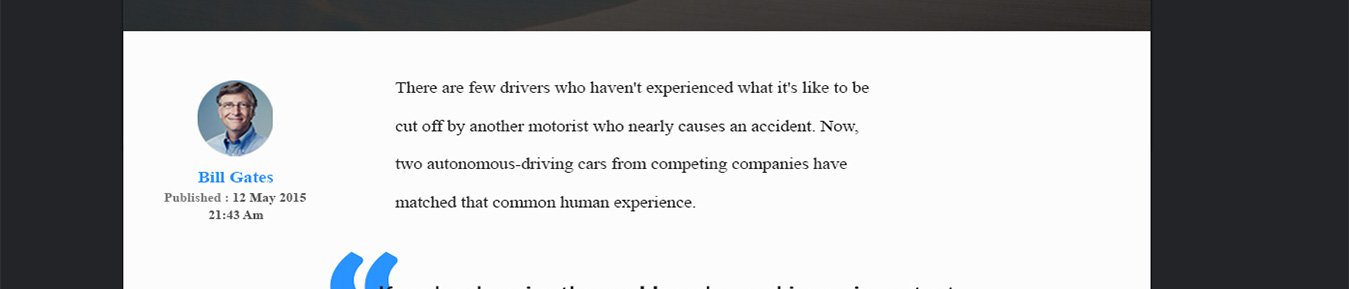 There are few drivers who haven't experienced what it's like to be
cut off by another motorist who nearly causes an accident. Now,
two autonomous-driving cars from competing companies have
matched that common human experience.
Bill Gates
Published : 12 May 2015
21:43 Am
“